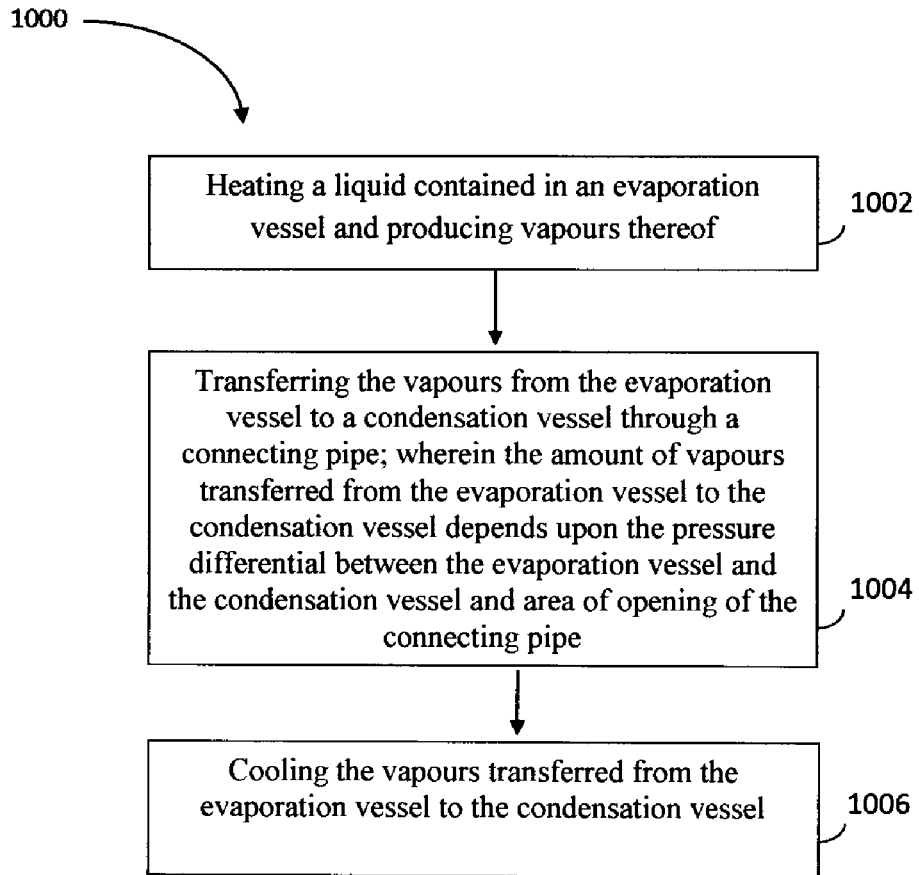 1000
Heating a liquid contained in an evaporation
vessel and producing vapours thereof
1002
Transferring the vapours from the evaporation
vessel to a condensation vessel through a
connecting pipe; wherein the amount of vapours
transferred from the evaporation vessel to the
condensation vessel depends upon the pressure
differential between the evaporation vessel and
the condensation vessel and area of opening of the
connecting pipe
1004
Cooling the vapours transferred from the
evaporation vessel to the condensation vessel
1006